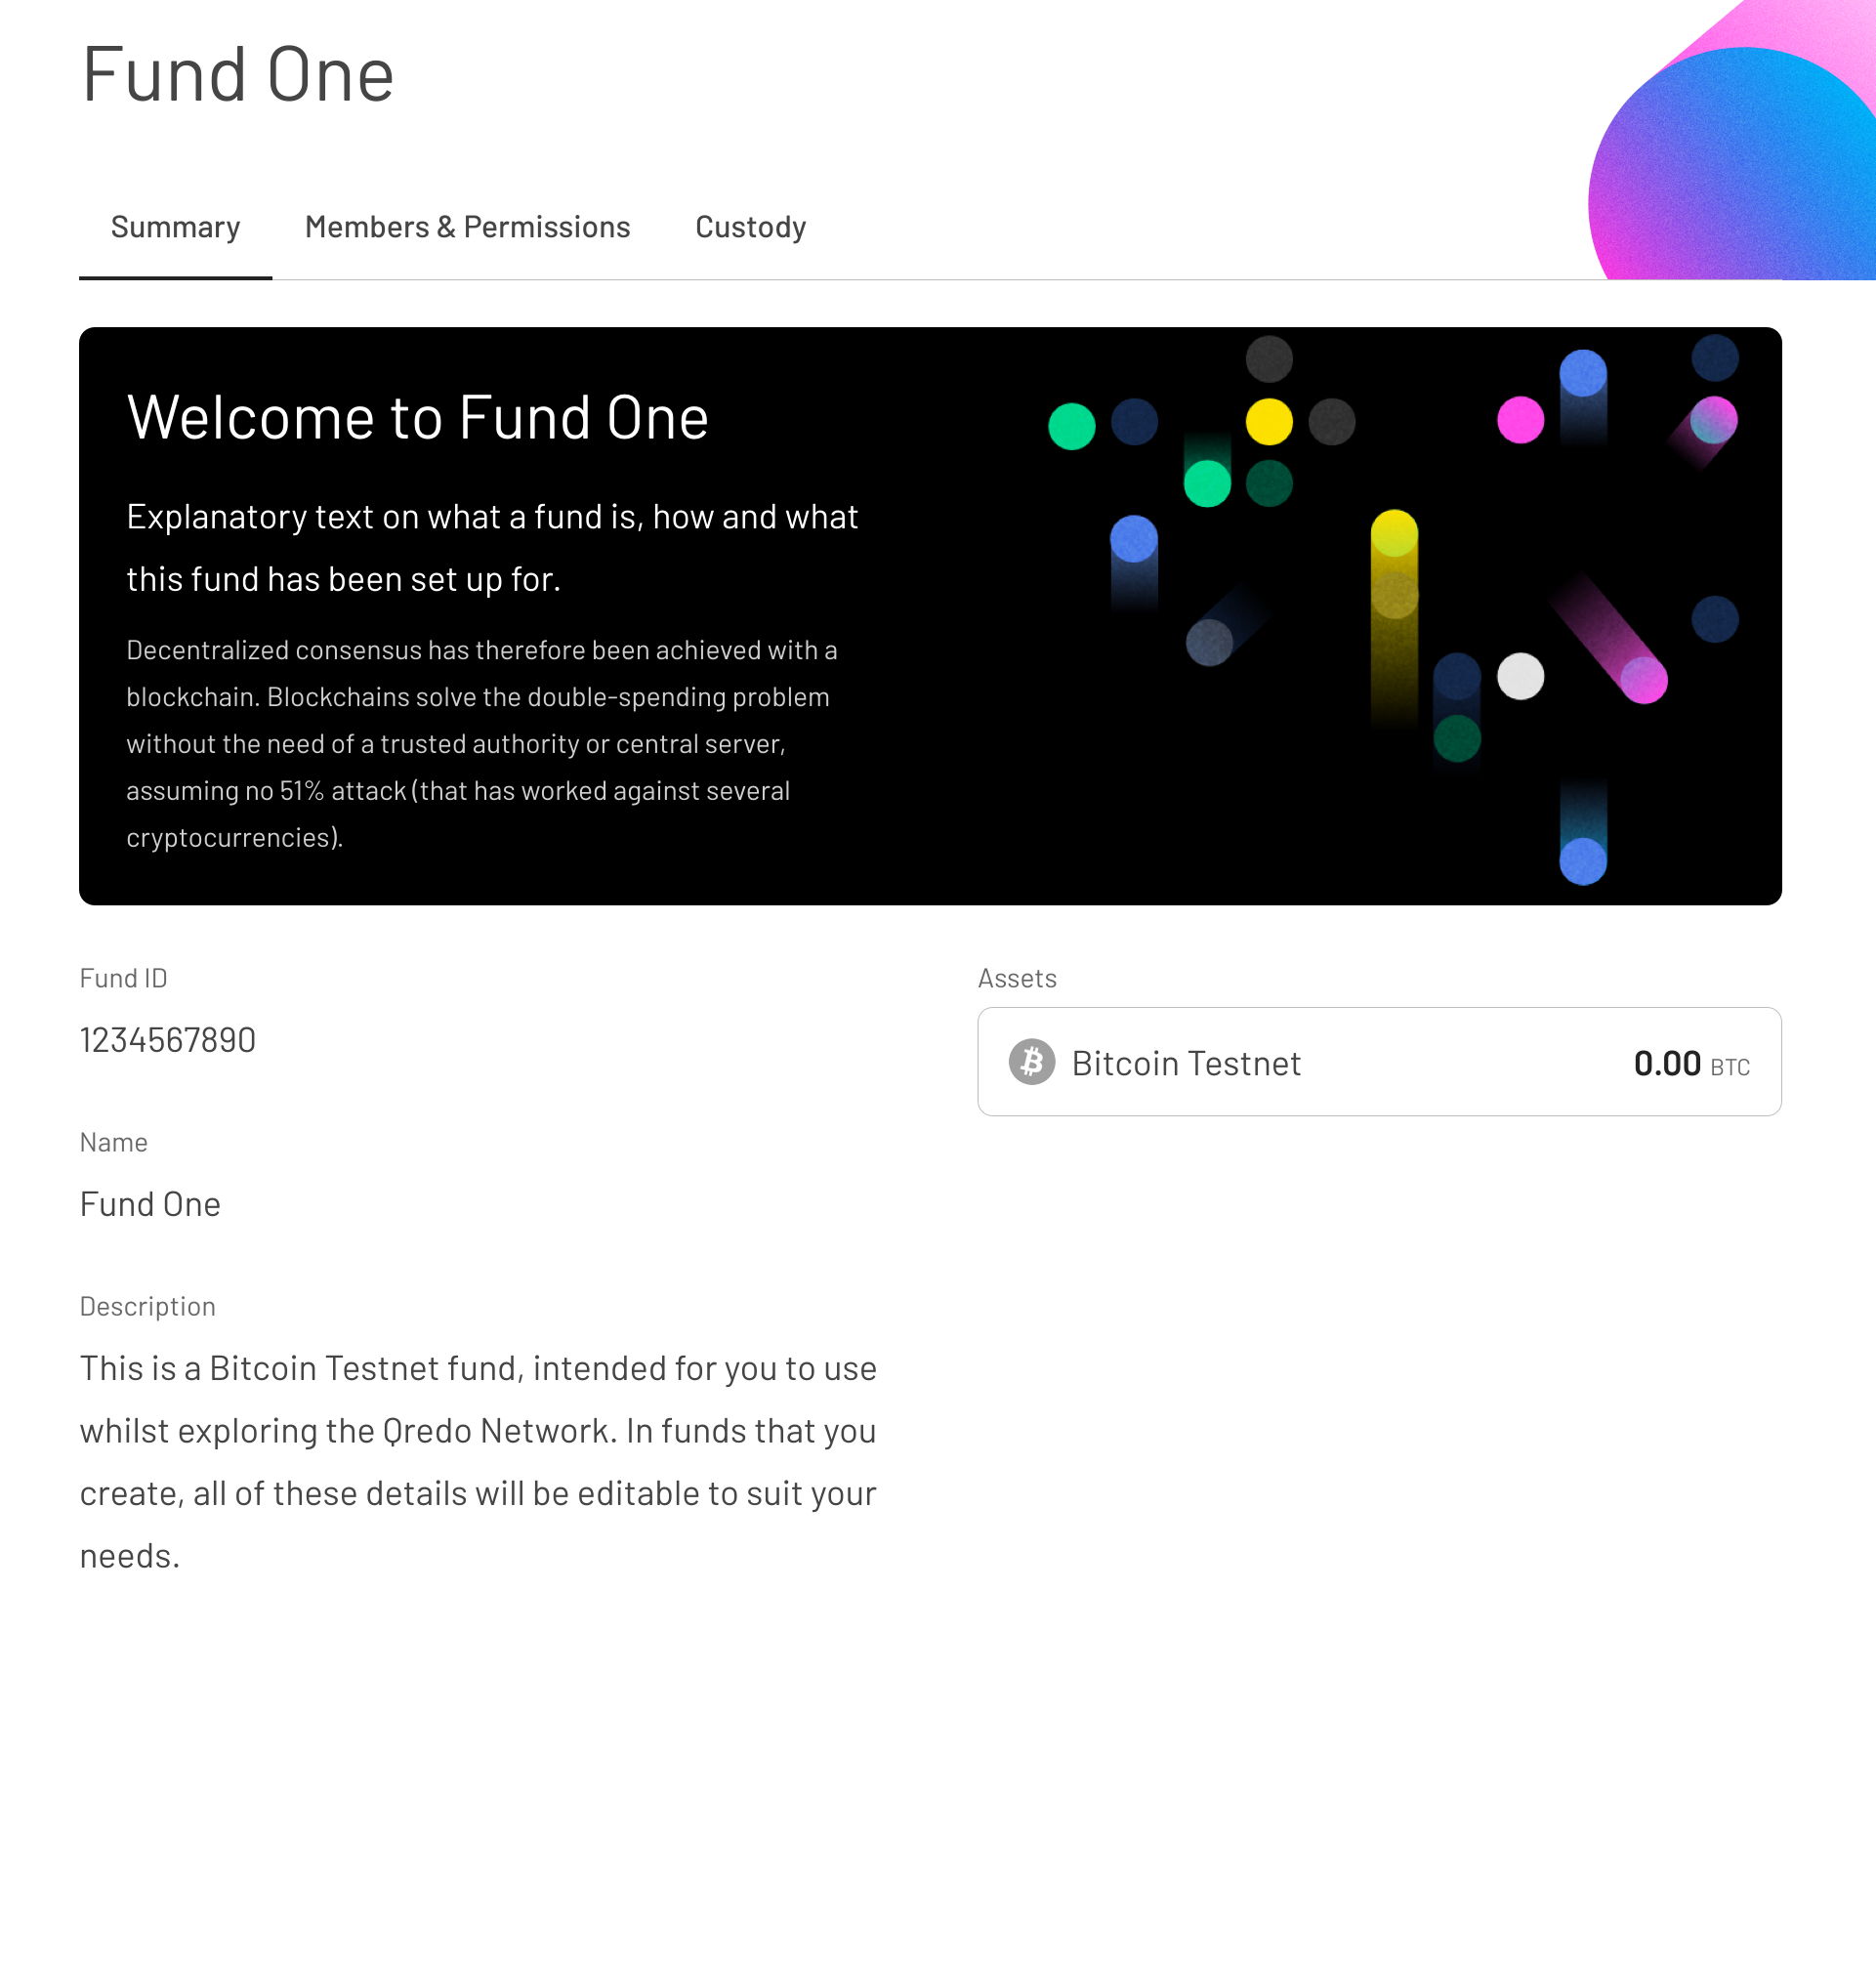 Fund One
Summary
Members & Permissions
Custody
Welcome to Fund One
Explanatory text on what a fund is, how and what
this fund has been set up for.
Decentralized consensus has therefore been achieved with a
blockchain. Blockchains solve the double-spending problem
without the need of a trusted authority or central server,
assuming no 51% attack (that has worked against several
cryptocurrencies).
Fund ID
1234567890
Name
Fund One
Description
This is a Bitcoin Testnet fund, intended for you to use
whilst exploring the Qredo Network. In funds that you
create, all of these details will be editable to suit your
needs.
Assets
Bitcoin Testnet
0.00 BTC